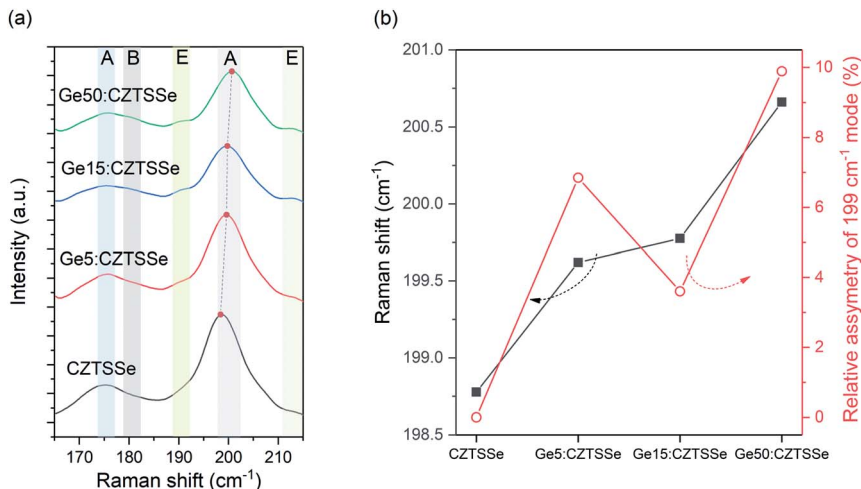 (a)
A B E A E
Ge50:CZTSSe
Ge15:CZTSSe
Ge5:CZTSSe
CZTSSe
Intensity (a.u.)
165 180 190 200 210
Raman shift (cm⁻¹)
(b)
201.0
200.5
200.0
199.5
199.0
198.5
Raman shift (cm⁻¹)
10
8
6
4
2
0
Relative assymetry of 199 cm⁻¹ mode (%)
CZTSSe Ge5:CZTSSe Ge15:CZTSSe Ge50:CZTSSe